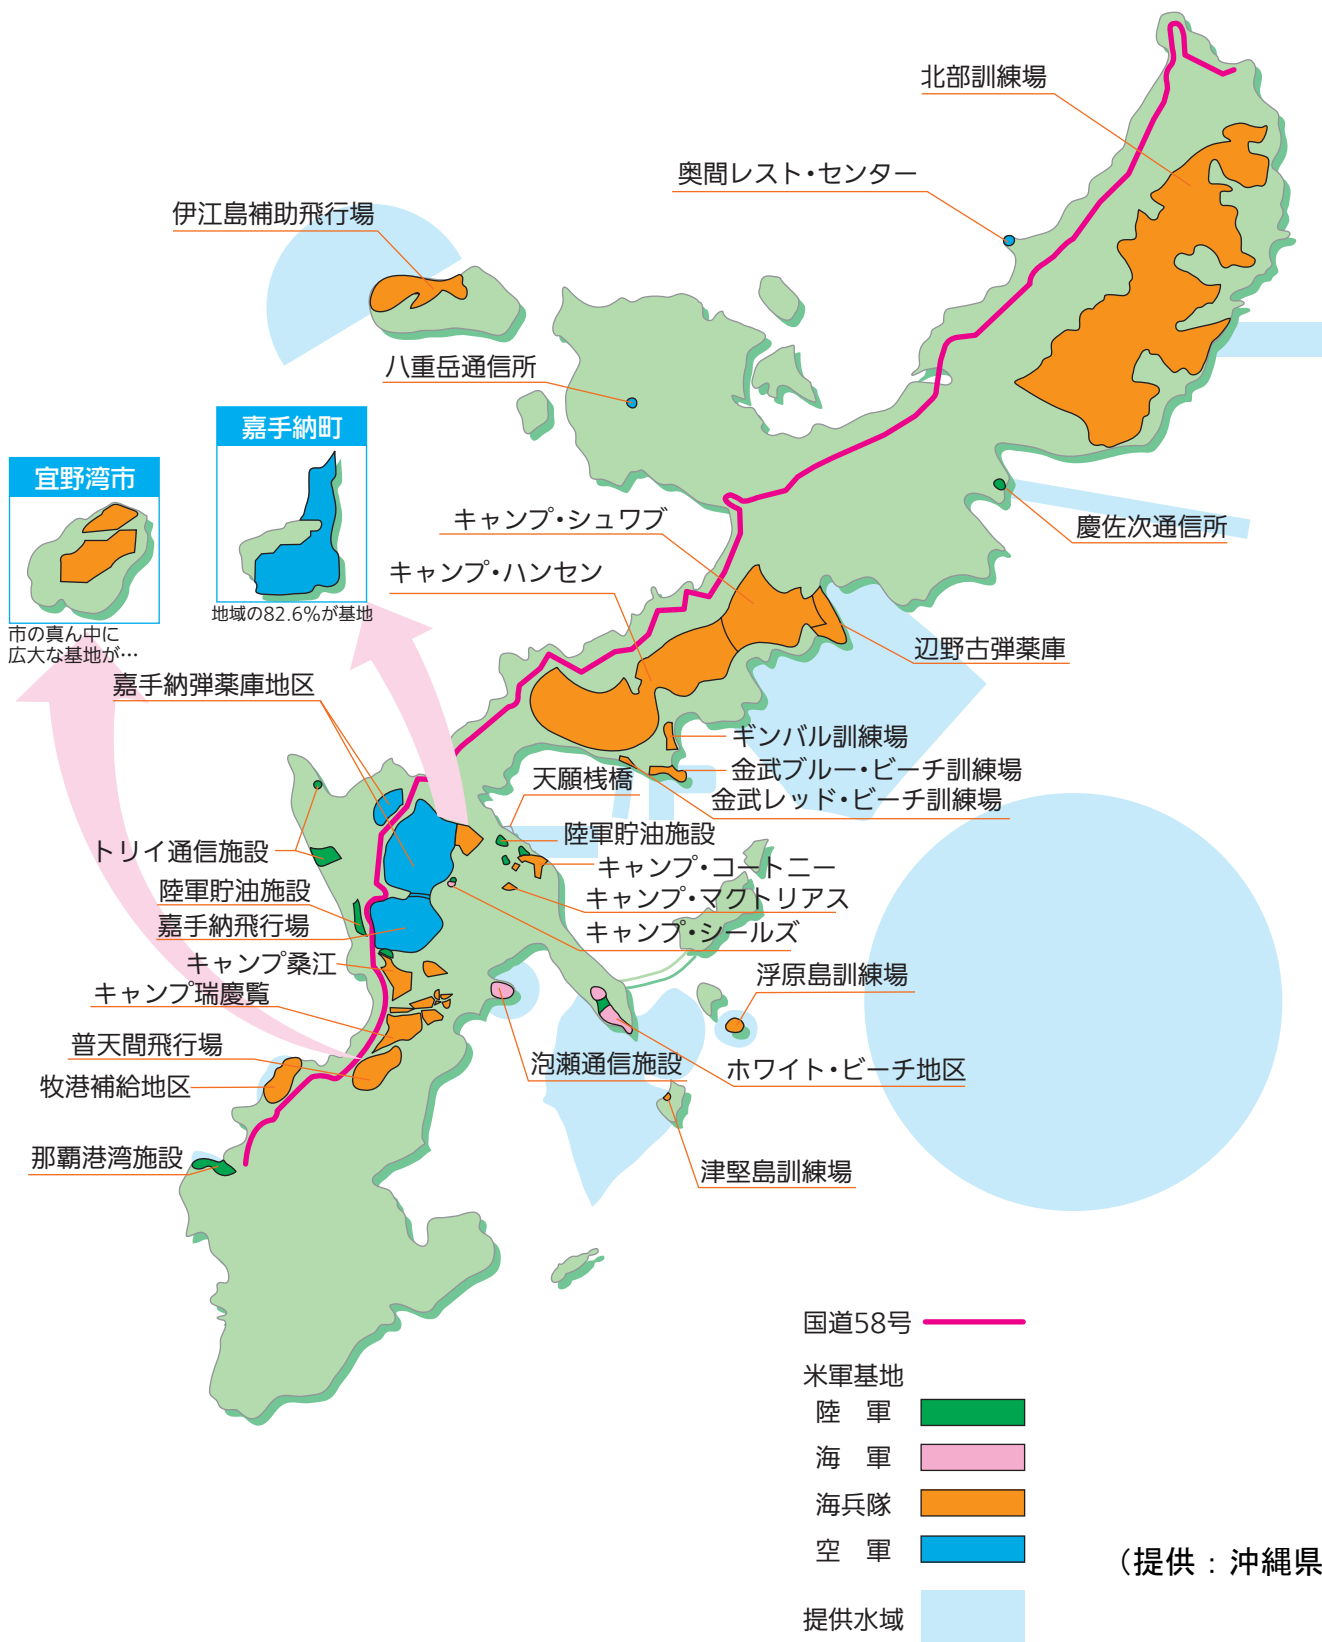 北部訓練場
奥間レスト・センター
伊江島補助飛行場
八重岳通信所
嘉手納町
宜野湾市
地域の82.6%が基地
市の真ん中に
広大な基地が…
慶佐次通信所
キャンプ・シュワブ
キャンプ・ハンセン
辺野古弾薬庫
嘉手納弾薬庫地区
ギンバル訓練場
金武ブルー・ビーチ訓練場
金武レッド・ビーチ訓練場
天願桟橋
陸軍貯油施設
トリイ通信施設
キャンプ・コートニー
陸軍貯油施設
キャンプ・マクトリアス
嘉手納飛行場
キャンプ・シールズ
キャンプ桑江
浮原島訓練場
キャンプ瑞慶覧
普天間飛行場
泡瀬通信施設
ホワイト・ビーチ地区
牧港補給地区
那覇港湾施設
津堅島訓練場
国道58号
米軍基地
陸　軍
海　軍
海兵隊
空　軍
（提供：沖縄県
提供水域